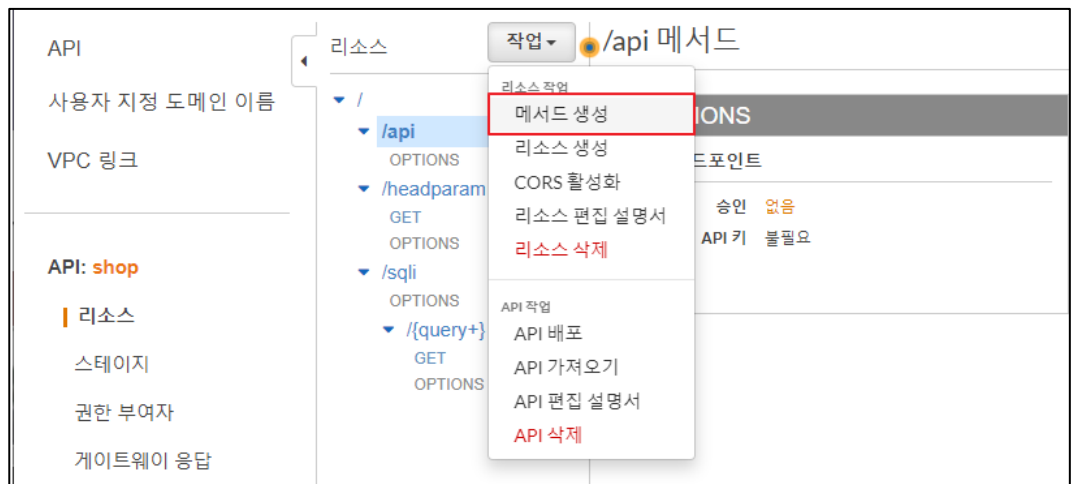 API
사용자 지정 도메인 이름
VPC 링크
API: shop
리소스
스테이지
권한 부여자
게이트웨이 응답
리소스
작업
/
/api
OPTIONS
/headparam
GET
OPTIONS
/sqli
OPTIONS
/{query+}
GET
OPTIONS
리소스 작업
메서드 생성
리소스 생성
CORS 활성화
리소스 편집 설명서
리소스 삭제
API 작업
API 배포
API 가져오기
API 편집 설명서
API 삭제
/api 메서드
IONS
드포인트
승인 없음
API 키 불필요